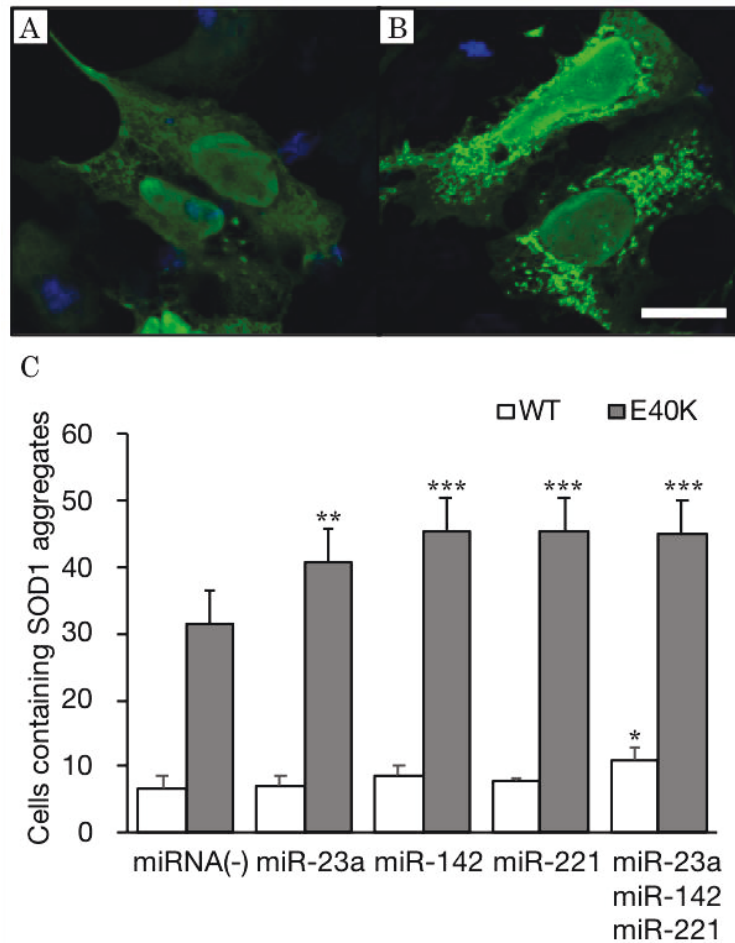 A
B
C
WT
E40K
Cells containing SOD1 aggregates
60
50
40
30
20
10
0
**
***
***
***
*
miRNA(-)
miR-23a
miR-142
miR-221
miR-23a
miR-142
miR-221